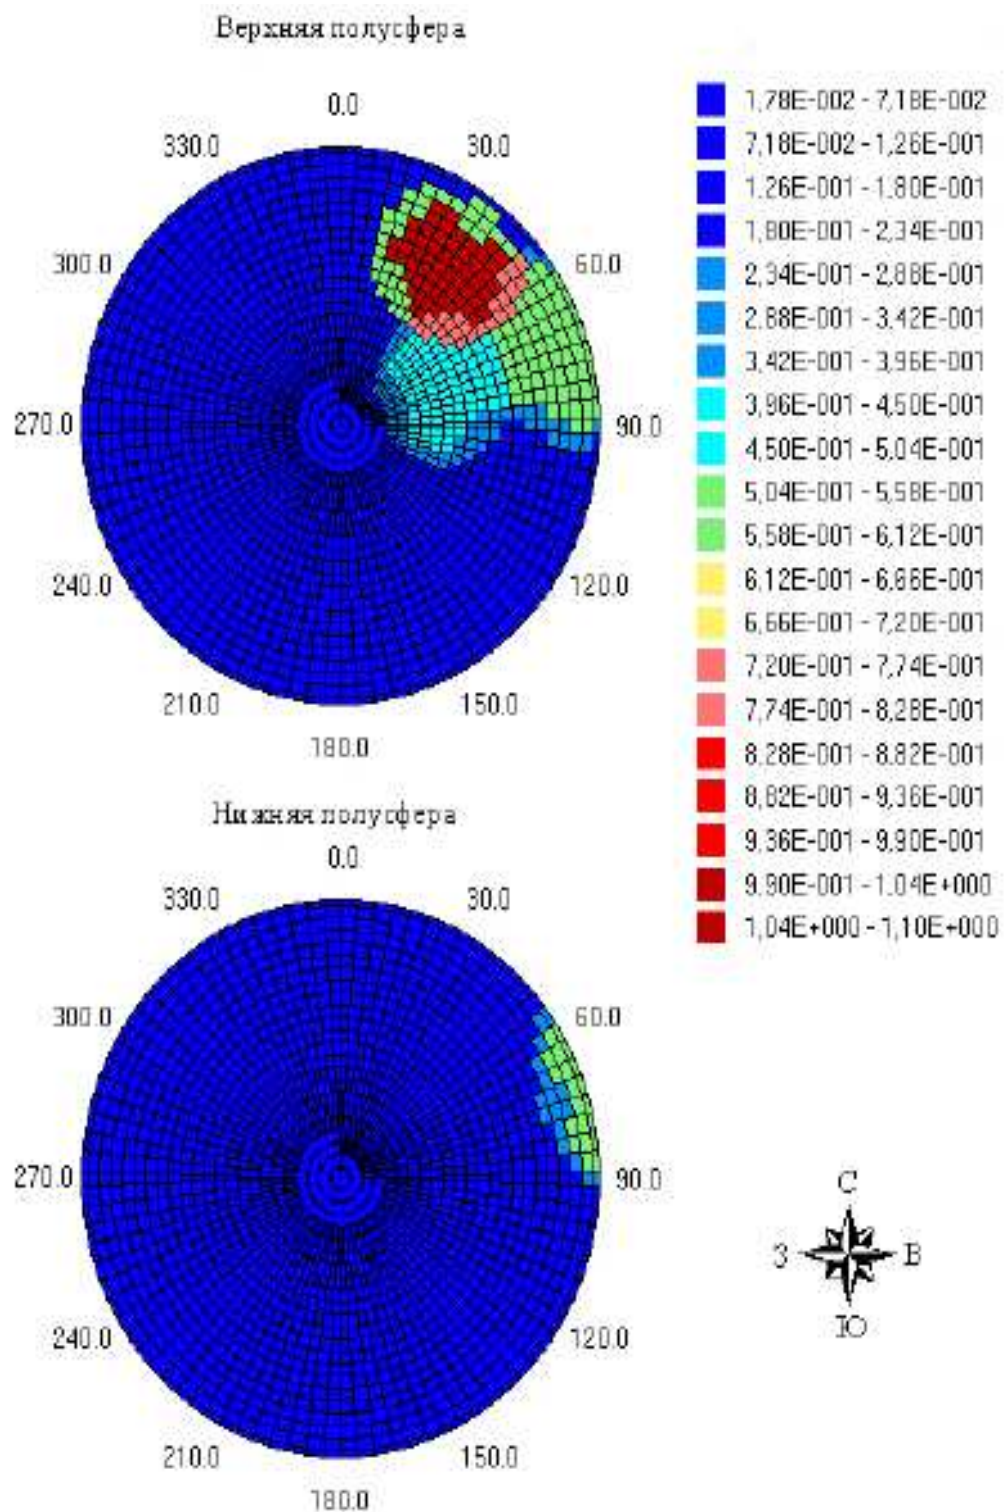 Верхняя полусфера
0.0
330.0
30.0
300.0
60.0
270.0
90.0
240.0
120.0
210.0
150.0
180.0
1,78E-002 - 7,18E-002
7,18E-002 - 1,26E-001
1,26E-001 - 1,80E-001
1,80E-001 - 2,34E-001
2,34E-001 - 2,88E-001
2,88E-001 - 3,42E-001
3,42E-001 - 3,96E-001
3,96E-001 - 4,50E-001
4,50E-001 - 5,04E-001
5,04E-001 - 5,58E-001
5,58E-001 - 6,12E-001
6,12E-001 - 6,66E-001
6,66E-001 - 7,20E-001
7,20E-001 - 7,74E-001
7,74E-001 - 8,28E-001
8,28E-001 - 8,82E-001
8,82E-001 - 9,36E-001
9,36E-001 - 9,90E-001
9,90E-001 - 1,04E+000
1,04E+000 - 1,10E+000
Нижняя полусфера
0.0
330.0
30.0
300.0
60.0
270.0
90.0
240.0
120.0
210.0
150.0
180.0
С
З
В
Ю